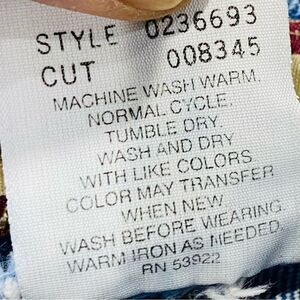 STYLE 0236693
CUT 008345
MACHINE WASH WARM.
NORMAL CYCLE.
TUMBLE DRY
WASH AND DRY
WITH LIKE COLORS
COLOR MAY TRANSFER
WHEN NEW.
WASH BEFORE WEARING.
WARM IRON AS NEEDED.
RN 53922